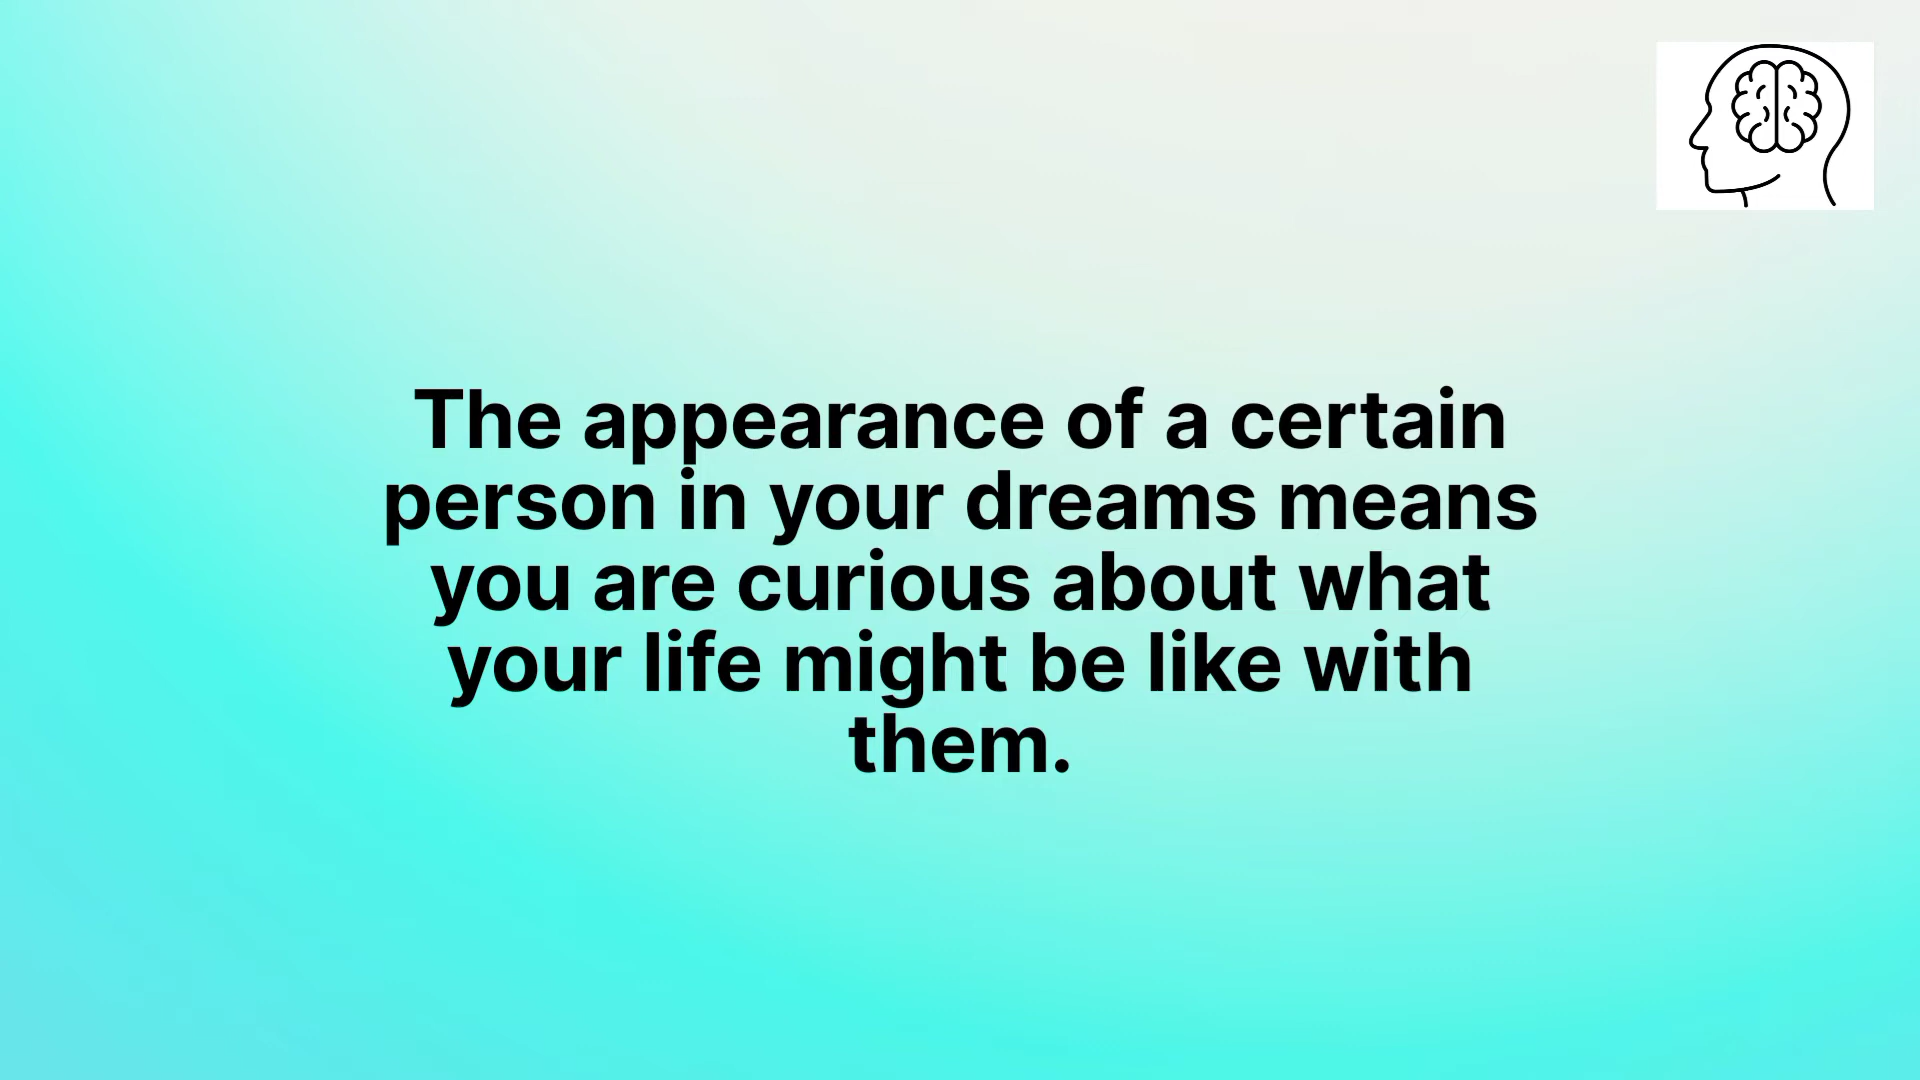 The appearance of a certain
person in your dreams means
you are curious about what
your life might be like with
them.